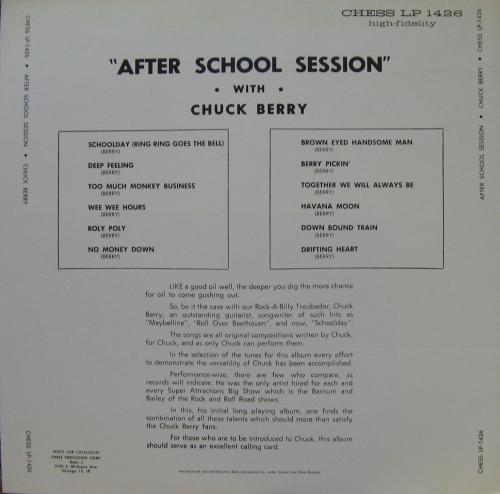 CHESS LP 1426
high-fidelity
"AFTER SCHOOL SESSION"
• WITH •
CHUCK BERRY
SCHOOLDAY (RING RING GOES THE BELL)
(BERRY)
DEEP FEELING
(BERRY)
TOO MUCH MONKEY BUSINESS
(BERRY)
WEE WEE HOURS
(BERRY)
ROLY POLY
(BERRY)
NO MONEY DOWN
(BERRY)
BROWN EYED HANDSOME MAN
(BERRY)
BERRY PICKIN'
(BERRY)
TOGETHER WE WILL ALWAYS BE
(BERRY)
HAVANA MOON
(BERRY)
DOWN BOUND TRAIN
(BERRY)
DRIFTING HEART
(BERRY)
LIKE a good oil well, the deeper you dig the more chance
for oil to come gushing out.
So, be it the case with our Rock-A-Billy Troubador, Chuck
Berry, an outstanding guitarist, songwriter of such hits as
"Maybelline", "Roll Over Beethoven", and now, "Schoolday".
The songs are all original compositions written by Chuck,
for Chuck, and as only Chuck can perform them.
In the selection of the tunes for this album every effort
to demonstrate the versatility of Chuck has been accomplished.
Performance-wise, there are few who compare, as
records will indicate. He was the only artist hired for each and
every Super Attractions Big Show which is the Barnum and
Bailey of the Rock and Roll Road shows.
In this, his initial long playing album, one finds the
combination of all these talents which should more than satisfy
the Chuck Berry fans.
For those who are to be introduced to Chuck, this album
should serve as an excellent calling card.
WRITE FOR CATALOGUE
CHESS PRODUCING CORP.
Dept. L
Michigan Ave.
Chicago
CHESS LP-1426 • AFTER SCHOOL SESSION • CHUCK BERRY
CHESS LP-1426
AFTER SCHOOL SESSION • CHUCK BERRY • CHESS LP-1426
CHESS LP-1426